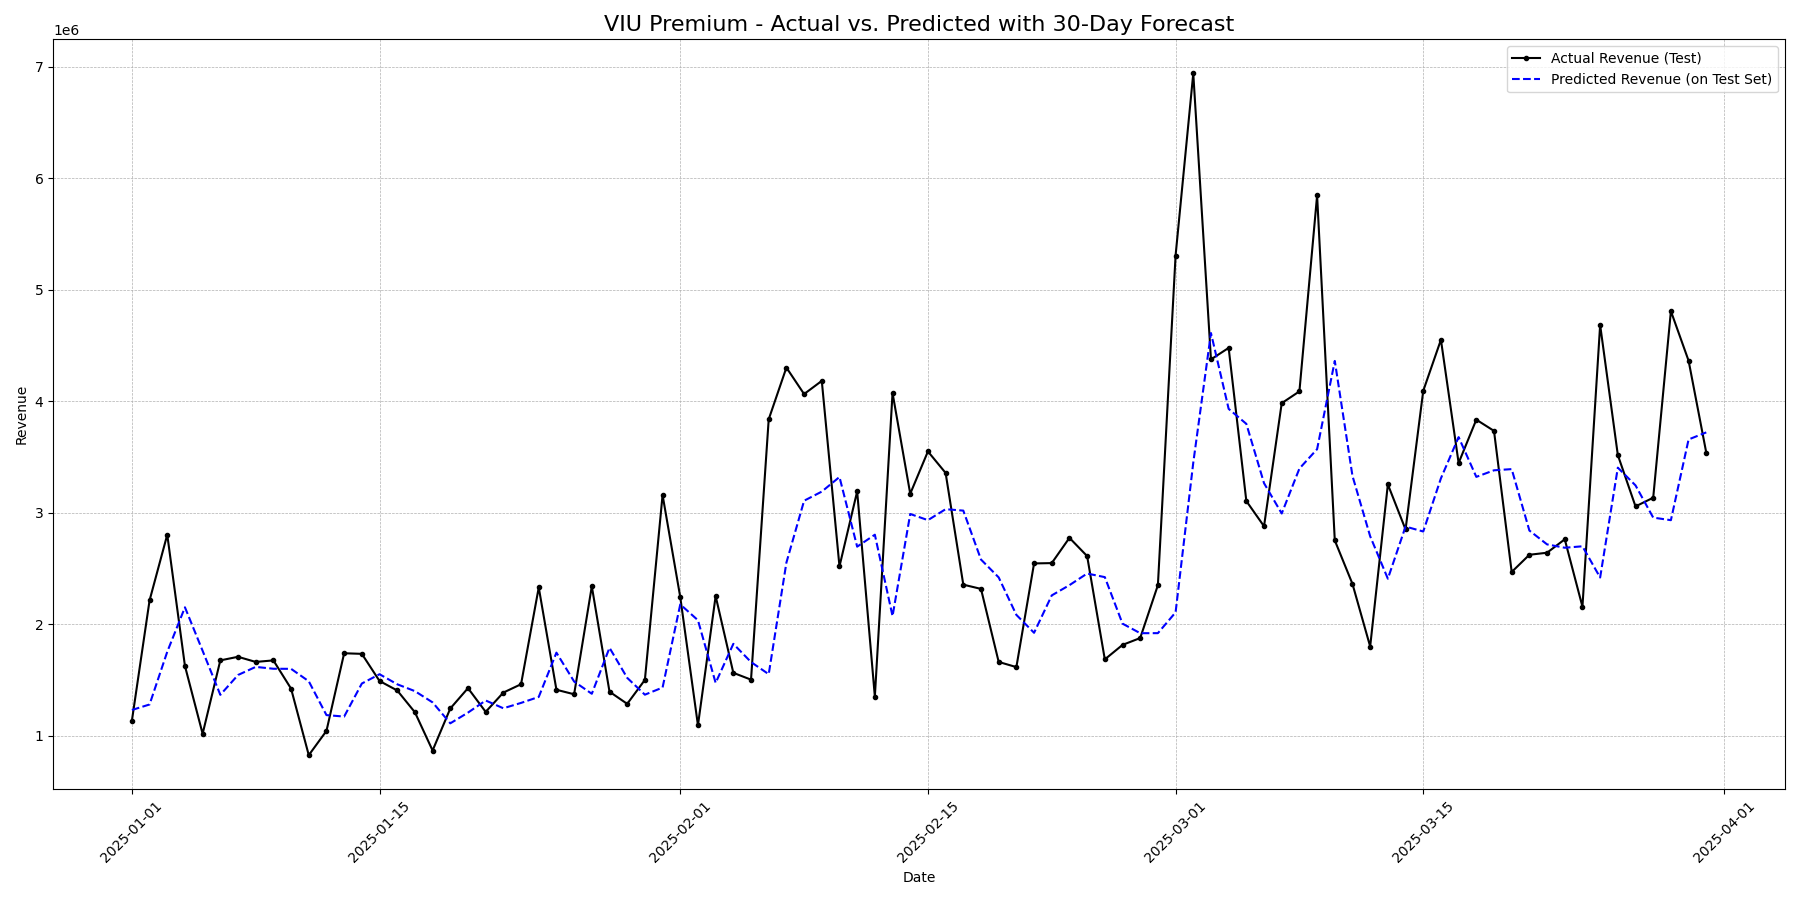 VIU Premium - Actual vs. Predicted with 30-Day Forecast
1e6
Actual Revenue (Test)
Predicted Revenue (on Test Set)
7
6
5
4
3
2
1
Revenue
2025-01-01
2025-01-15
2025-02-01
2025-02-15
2025-03-01
2025-03-15
2025-04-01
Date